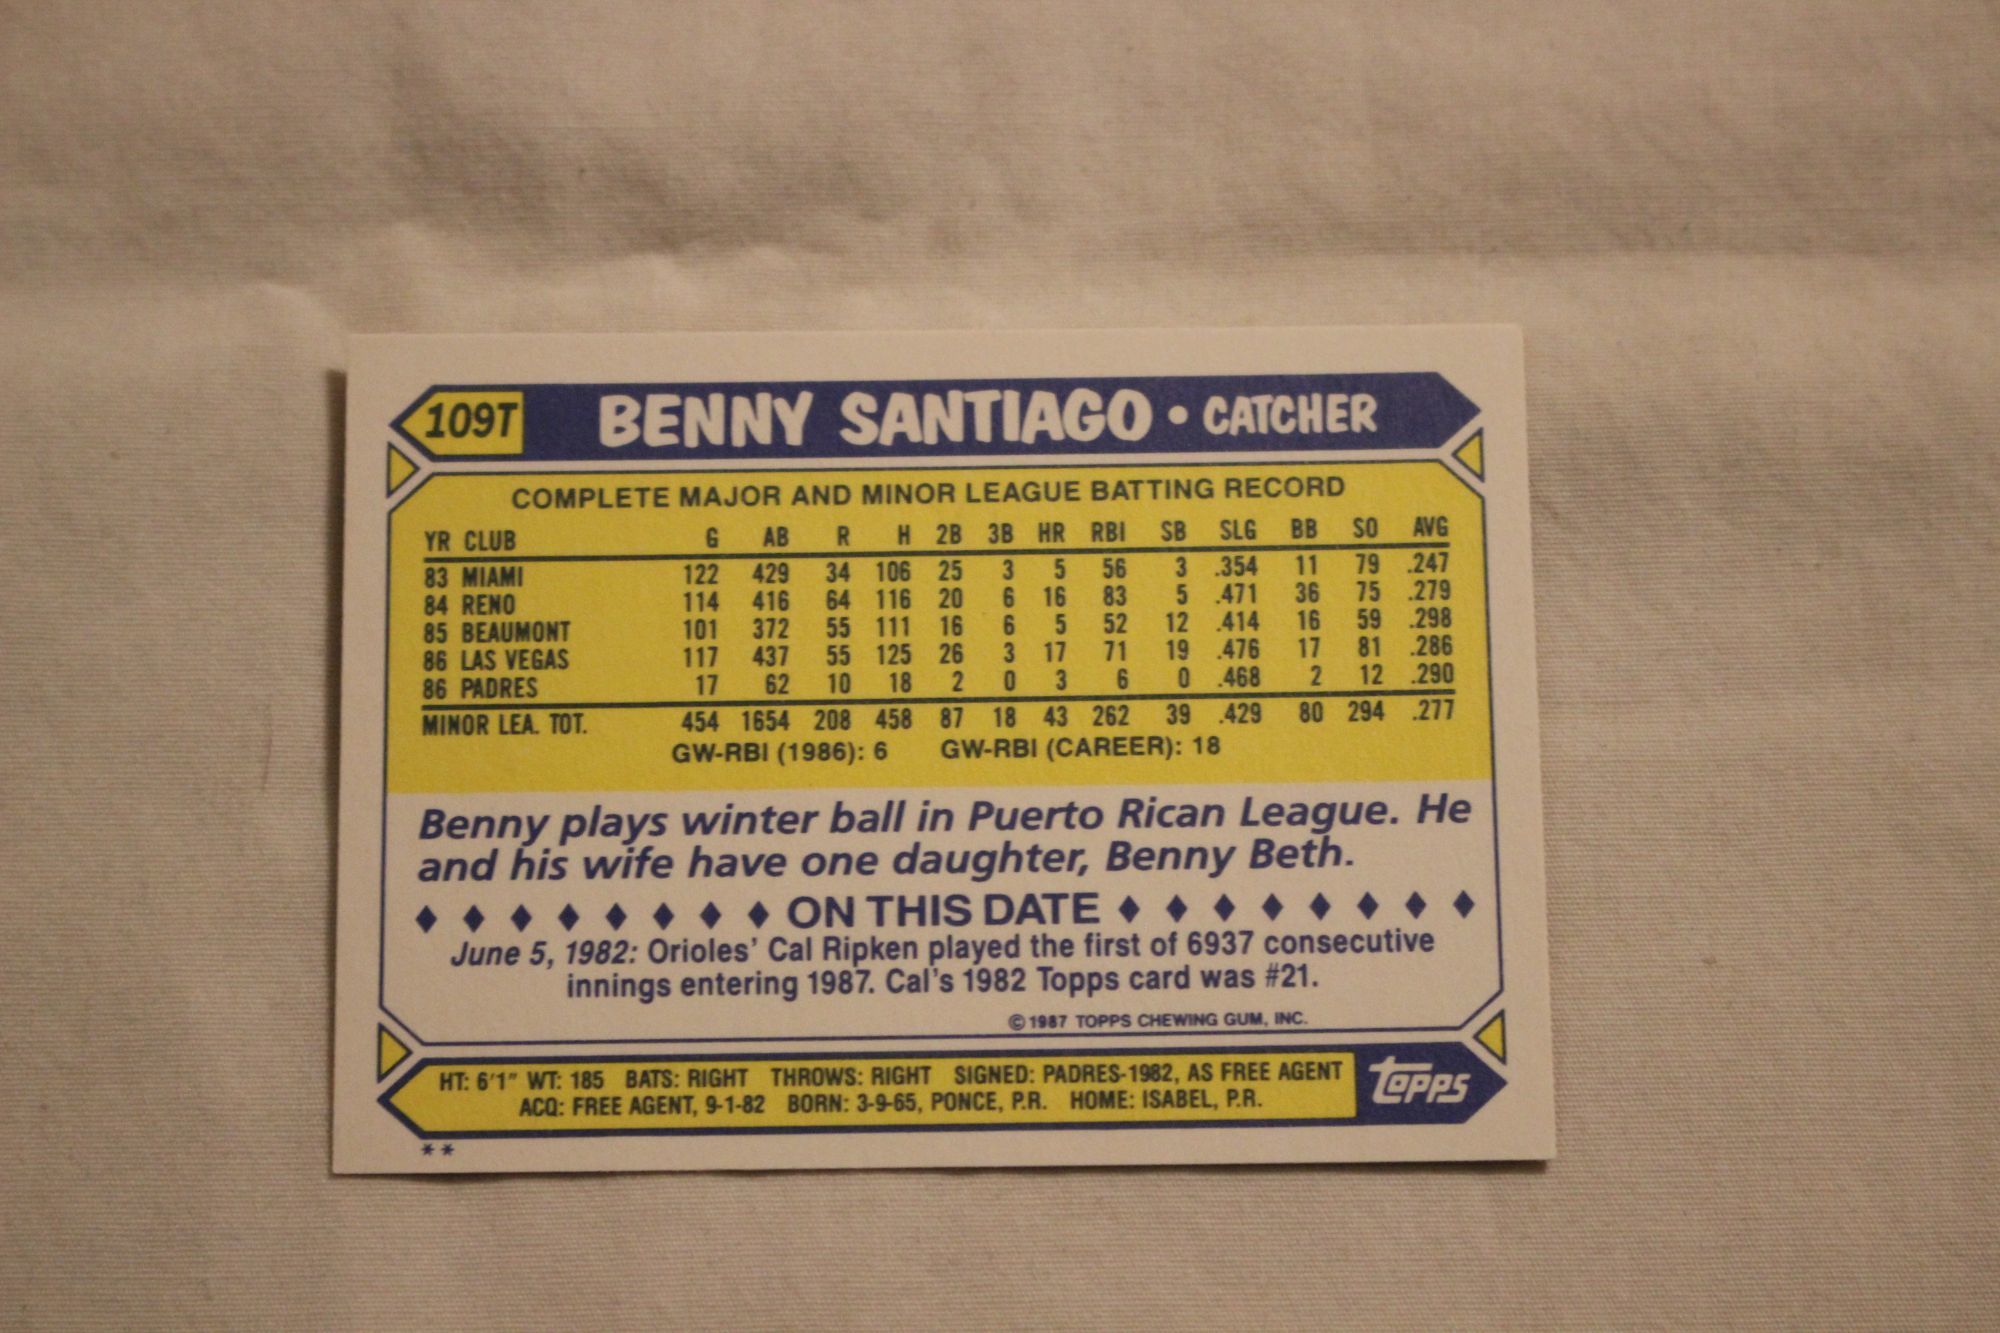 109T BENNY SANTIAGO • CATCHER
COMPLETE MAJOR AND MINOR LEAGUE BATTING RECORD
YR CLUB G AB R H 2B 3B HR RBI SB SLG BB SO AVG
83 MIAMI 122 429 34 106 25 3 5 56 3 .354 11 79 .247
84 RENO 114 416 64 116 20 6 16 83 5 .471 36 75 .279
85 BEAUMONT 101 372 55 111 16 6 5 52 12 .414 16 59 .298
86 LAS VEGAS 117 437 55 125 26 3 17 71 19 .476 17 81 .286
86 PADRES 17 62 10 18 2 0 3 6 0 .468 2 12 .290
MINOR LEA. TOT. 454 1654 208 458 87 18 43 262 39 .429 80 294 .277
GW-RBI (1986): 6 GW-RBI (CAREER): 18
Benny plays winter ball in Puerto Rican League. He
and his wife have one daughter, Benny Beth.
♦ ♦ ♦ ♦ ♦ ♦ ♦ ♦ ON THIS DATE ♦ ♦ ♦ ♦ ♦ ♦ ♦ ♦
June 5, 1982: Orioles' Cal Ripken played the first of 6937 consecutive
innings entering 1987. Cal's 1982 Topps card was #21.
© 1987 TOPPS CHEWING GUM, INC.
HT: 6'1" WT: 185 BATS: RIGHT THROWS: RIGHT SIGNED: PADRES-1982, AS FREE AGENT
ACQ: FREE AGENT, 9-1-82 BORN: 3-9-65, PONCE, P.R. HOME: ISABEL, P.R.
topps
**